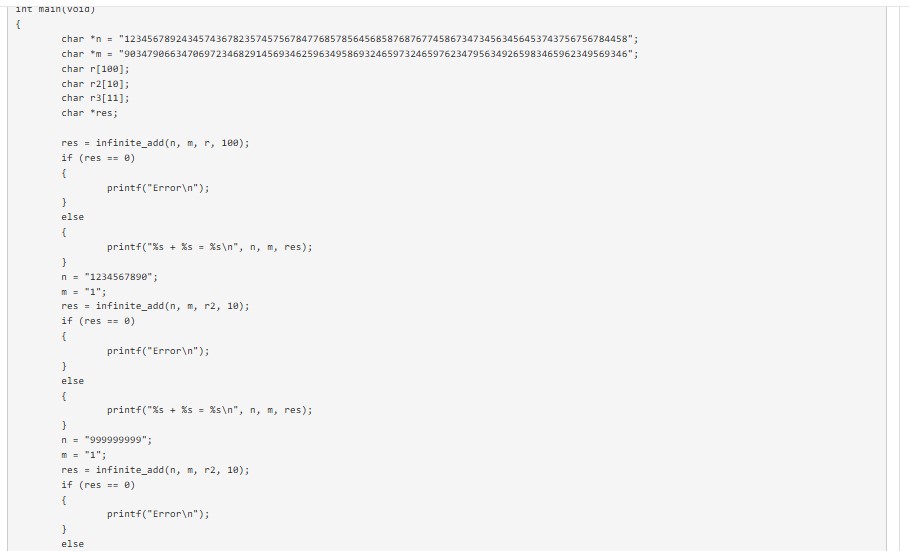 int main(void)
{
char *n = "1234567892434574367823574575678477685785645685876876774586734734563456453743756756784458";
char *m = "9034790663470697234682914569346259634958693246597324659762347956349265983465962349569346";
char r[100];
char r2[10];
char r3[11];
char *res;
res = infinite_add(n, m, r, 100);
if (res == 0)
{
printf("Error\n");
}
else
{
printf("%s + %s = %s\n", n, m, res);
}
n = "1234567890";
m = "1";
res = infinite_add(n, m, r2, 10);
if (res == 0)
{
printf("Error\n");
}
else
{
printf("%s + %s = %s\n", n, m, res);
}
n = "999999999";
m = "1";
res = infinite_add(n, m, r2, 10);
if (res == 0)
{
printf("Error\n");
}
else